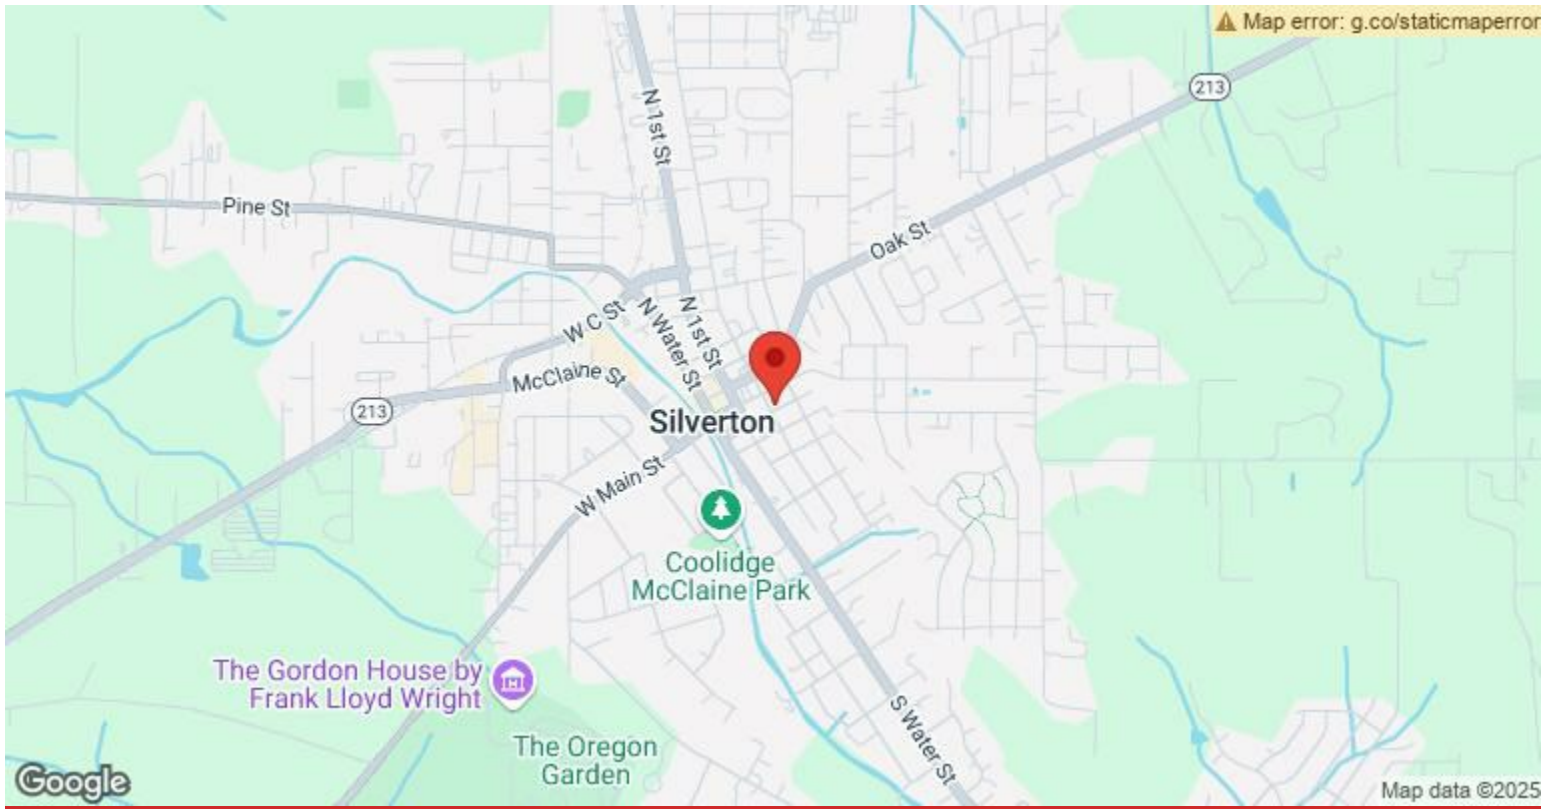 Map error: g.co/staticmaperror
213
N 1st St
Pine St
Oak St
W C St
N Water St
N 1st St
McClaine St
213
Silverton
W Main St
Coolidge
McClaine Park
The Gordon House by
Frank Lloyd Wright
S Water St
The Oregon
Garden
Google
Map data ©2025